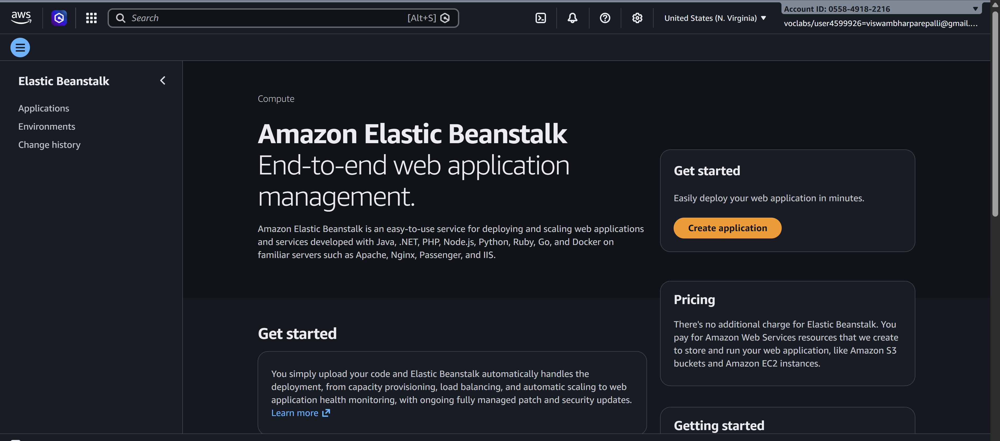 aws
Search
[Alt+S]
United States (N. Virginia)
Account ID: 0558-4918-2216
voclabs/user4599926=viswambharparepalli@gmail....
Elastic Beanstalk
Applications
Environments
Change history
Compute
Amazon Elastic Beanstalk
End-to-end web application
management.
Amazon Elastic Beanstalk is an easy-to-use service for deploying and scaling web applications
and services developed with Java, .NET, PHP, Node.js, Python, Ruby, Go, and Docker on
familiar servers such as Apache, Nginx, Passenger, and IIS.
Get started
Easily deploy your web application in minutes.
Create application
Pricing
There's no additional charge for Elastic Beanstalk. You
pay for Amazon Web Services resources that we create
to store and run your web application, like Amazon S3
buckets and Amazon EC2 instances.
Get started
You simply upload your code and Elastic Beanstalk automatically handles the
deployment, from capacity provisioning, load balancing, and automatic scaling to web
application health monitoring, with ongoing fully managed patch and security updates.
Learn more
Getting started